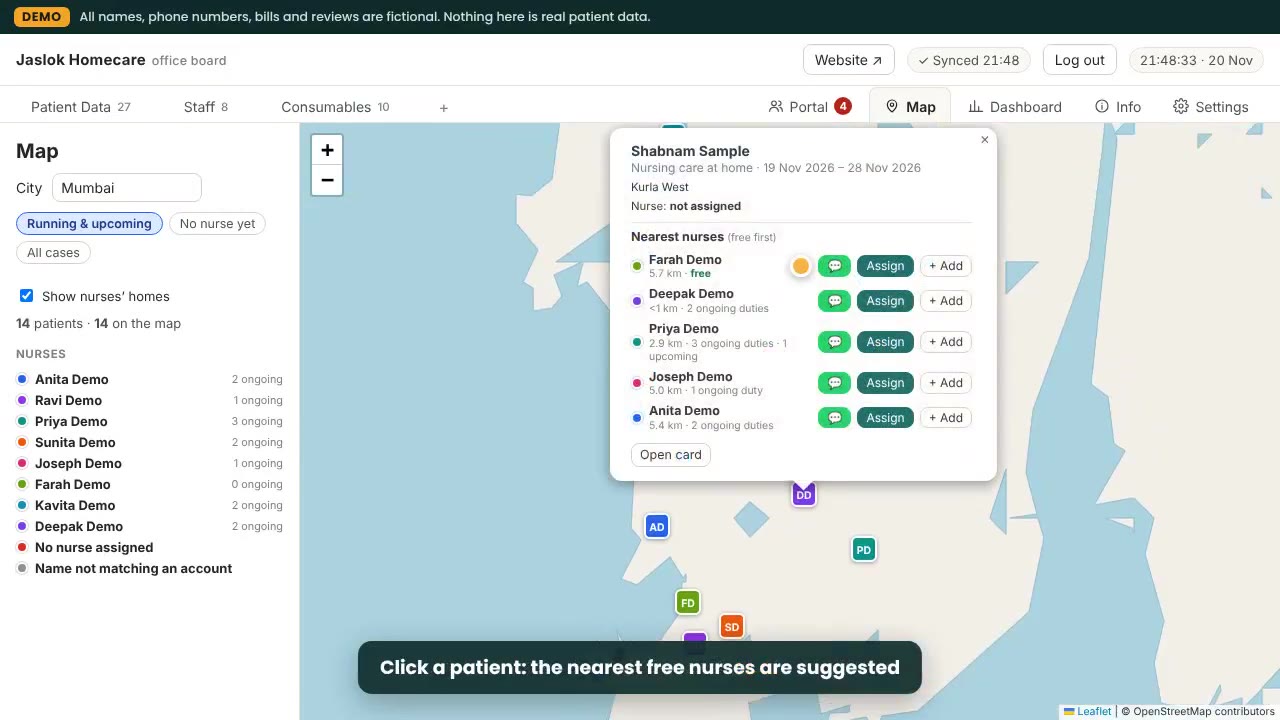 DEMO All names, phone numbers, bills and reviews are fictional. Nothing here is real patient data.
Jaslok Homecare office board
Website ↗
✓ Synced 21:48
Log out
21:48:33 · 20 Nov
Patient Data 27
Staff 8
Consumables 10
+
Portal 4
Map
Dashboard
Info
Settings
Map
City Mumbai
Running & upcoming
No nurse yet
All cases
Show nurses’ homes
14 patients · 14 on the map
NURSES
Anita Demo 2 ongoing
Ravi Demo 1 ongoing
Priya Demo 3 ongoing
Sunita Demo 2 ongoing
Joseph Demo 1 ongoing
Farah Demo 0 ongoing
Kavita Demo 2 ongoing
Deepak Demo 2 ongoing
No nurse assigned
Name not matching an account
+
−
×
Shabnam Sample
Nursing care at home · 19 Nov 2026 – 28 Nov 2026
Kurla West
Nurse: not assigned
Nearest nurses (free first)
Farah Demo
5.7 km · free
Assign
+ Add
Deepak Demo
<1 km · 2 ongoing duties
Assign
+ Add
Priya Demo
2.9 km · 3 ongoing duties · 1
upcoming
Assign
+ Add
Joseph Demo
5.0 km · 1 ongoing duty
Assign
+ Add
Anita Demo
5.4 km · 2 ongoing duties
Assign
+ Add
Open card
DD
AD
PD
FD
SD
Click a patient: the nearest free nurses are suggested
Leaflet | © OpenStreetMap contributors